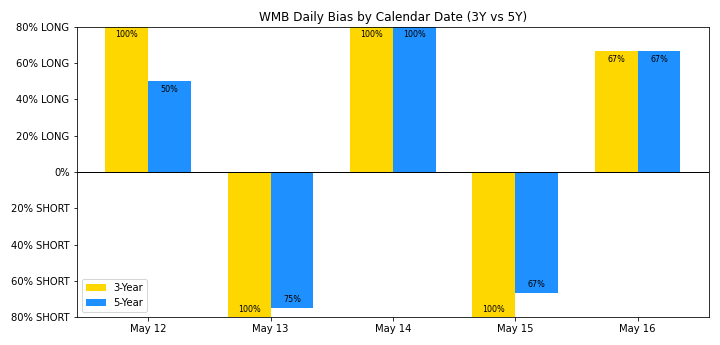 WMB Daily Bias by Calendar Date (3Y vs 5Y)
80% LONG
60% LONG
40% LONG
20% LONG
0%
20% SHORT
40% SHORT
60% SHORT
80% SHORT
100%
50%
100%
75%
100%
100%
100%
67%
67%
67%
3-Year
5-Year
May 12
May 13
May 14
May 15
May 16